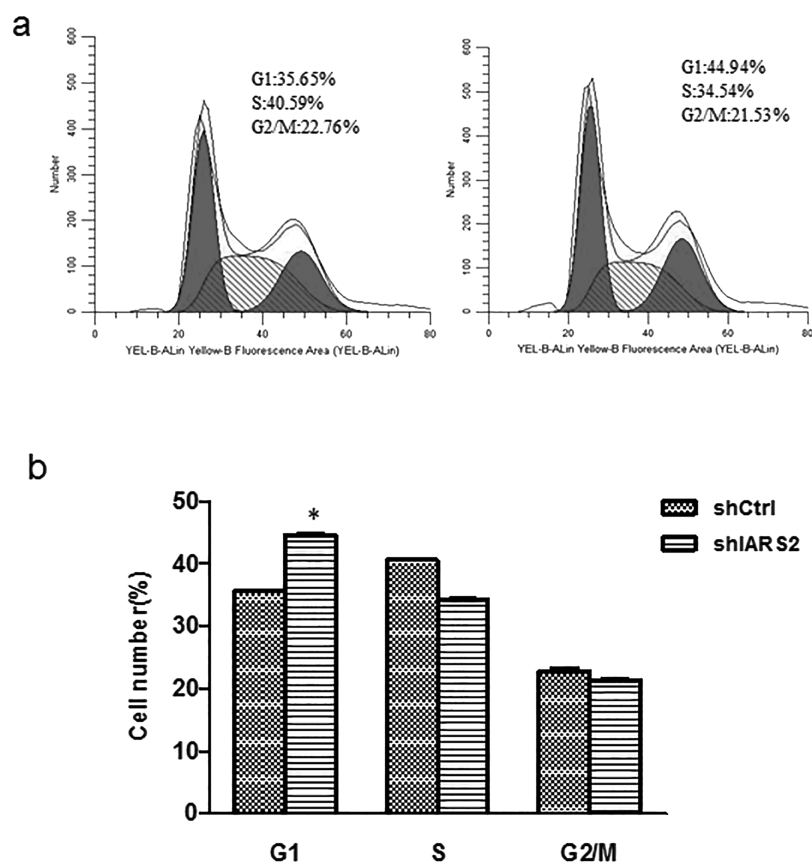 a
600
500
400
300
200
100
0
Number
G1:35.65%
S:40.59%
G2/M:22.76%
0 20 40 60 80
YEL-B-ALin Yellow-B Fluorescence Area (YEL-B-ALin)
600
500
400
300
200
100
0
Number
G1:44.94%
S:34.54%
G2/M:21.53%
0 20 40 60 80
YEL-B-ALin Yellow-B Fluorescence Area (YEL-B-ALin)
b
50
40
30
20
10
0
Cell number(%)
*
shCtrl
shIARS2
G1 S G2/M